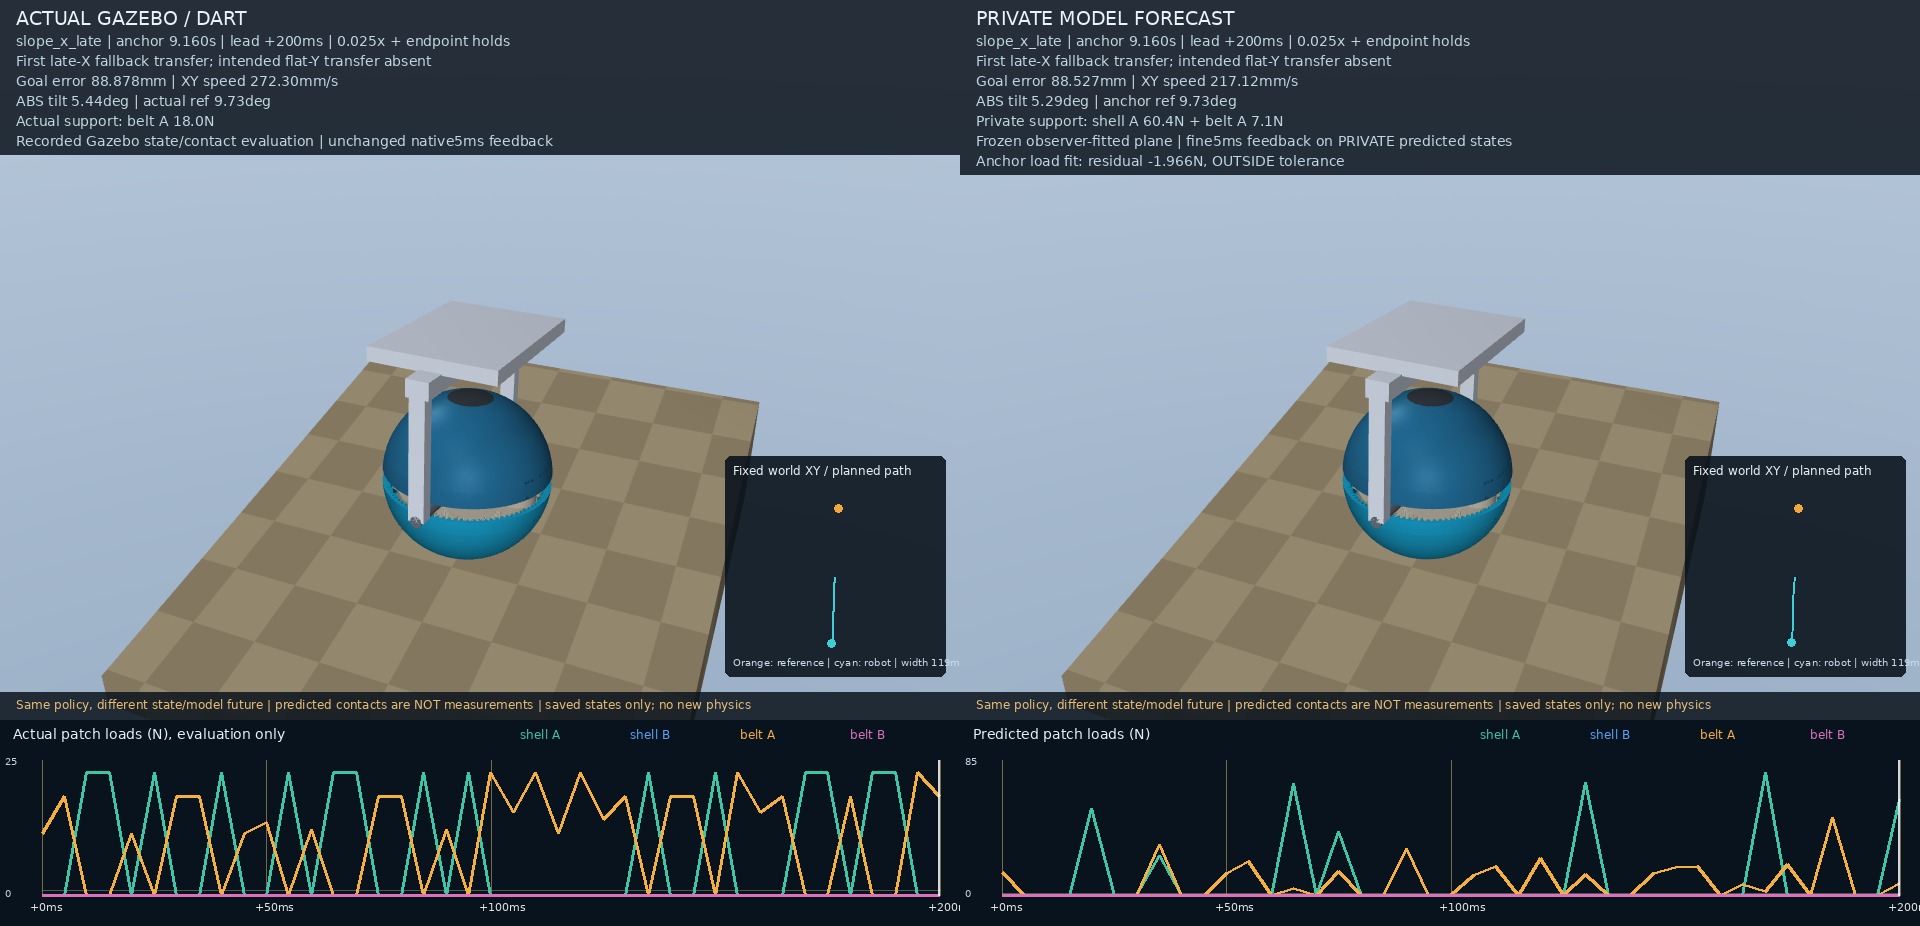 ACTUAL GAZEBO / DART
slope_x_late | anchor 9.160s | lead +200ms | 0.025x + endpoint holds
First late-X fallback transfer; intended flat-Y transfer absent
Goal error 88.878mm | XY speed 272.30mm/s
ABS tilt 5.44deg | actual ref 9.73deg
Actual support: belt A 18.0N
Recorded Gazebo state/contact evaluation | unchanged native5ms feedback
PRIVATE MODEL FORECAST
slope_x_late | anchor 9.160s | lead +200ms | 0.025x + endpoint holds
First late-X fallback transfer; intended flat-Y transfer absent
Goal error 88.527mm | XY speed 217.12mm/s
ABS tilt 5.29deg | anchor ref 9.73deg
Private support: shell A 60.4N + belt A 7.1N
Frozen observer-fitted plane | fine5ms feedback on PRIVATE predicted states
Anchor load fit: residual -1.966N, OUTSIDE tolerance
Fixed world XY / planned path
Orange: reference | cyan: robot | width 119m
Fixed world XY / planned path
Orange: reference | cyan: robot | width 119m
Same policy, different state/model future | predicted contacts are NOT measurements | saved states only; no new physics
Same policy, different state/model future | predicted contacts are NOT measurements | saved states only; no new physics
Actual patch loads (N), evaluation only
shell A
shell B
belt A
belt B
25
0
+0ms
+50ms
+100ms
+200
Predicted patch loads (N)
shell A
shell B
belt A
belt B
85
0
+0ms
+50ms
+100ms
+200